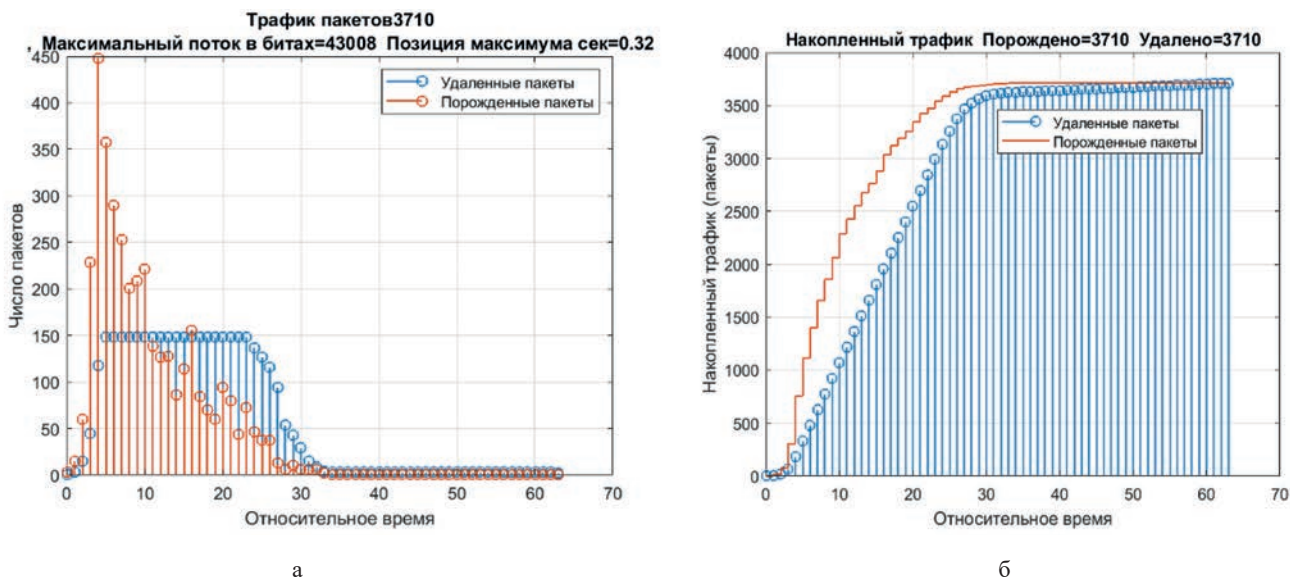 Трафик пакетов3710
, Максимальный поток в битах=43008 Позиция максимума сек=0.32
450
400
350
300
250
200
150
100
50
0
Число пакетов
Удаленные пакеты
Порожденные пакеты
0 10 20 30 40 50 60 70
Относительное время
а
Накопленный трафик Порождено=3710 Удалено=3710
4000
3500
3000
2500
2000
1500
1000
500
0
Накопленный трафик (пакеты)
Удаленные пакеты
Порожденные пакеты
0 10 20 30 40 50 60 70
Относительное время
б